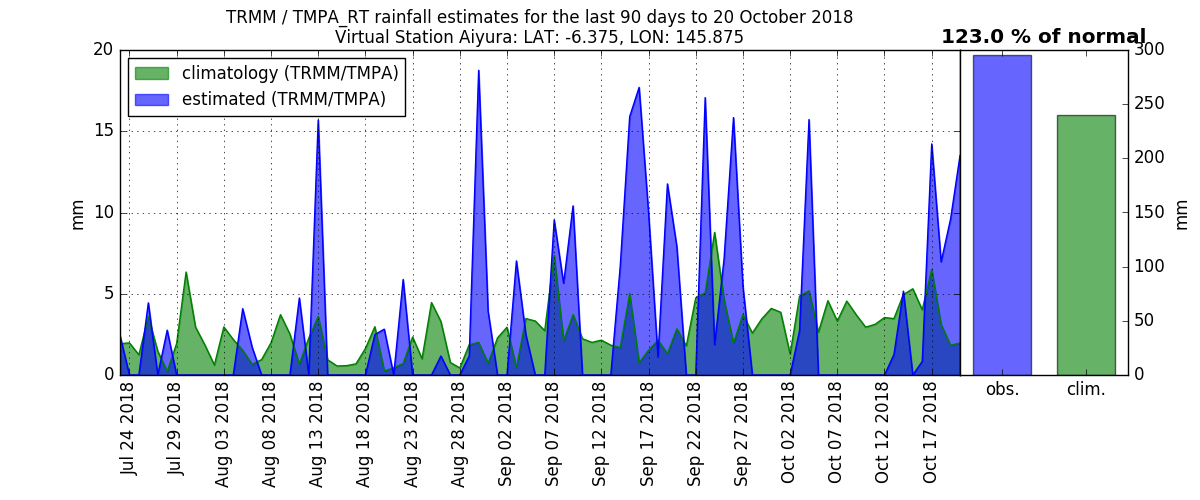 TRMM / TMPA_RT rainfall estimates for the last 90 days to 20 October 2018
Virtual Station Aiyura: LAT: -6.375, LON: 145.875
123.0 % of normal
climatology (TRMM/TMPA)
estimated (TRMM/TMPA)
20
15
10
5
0
mm
300
250
200
150
100
50
0
mm
obs.
clim.
Jul 24 2018
Jul 29 2018
Aug 03 2018
Aug 08 2018
Aug 13 2018
Aug 18 2018
Aug 23 2018
Aug 28 2018
Sep 02 2018
Sep 07 2018
Sep 12 2018
Sep 17 2018
Sep 22 2018
Sep 27 2018
Oct 02 2018
Oct 07 2018
Oct 12 2018
Oct 17 2018